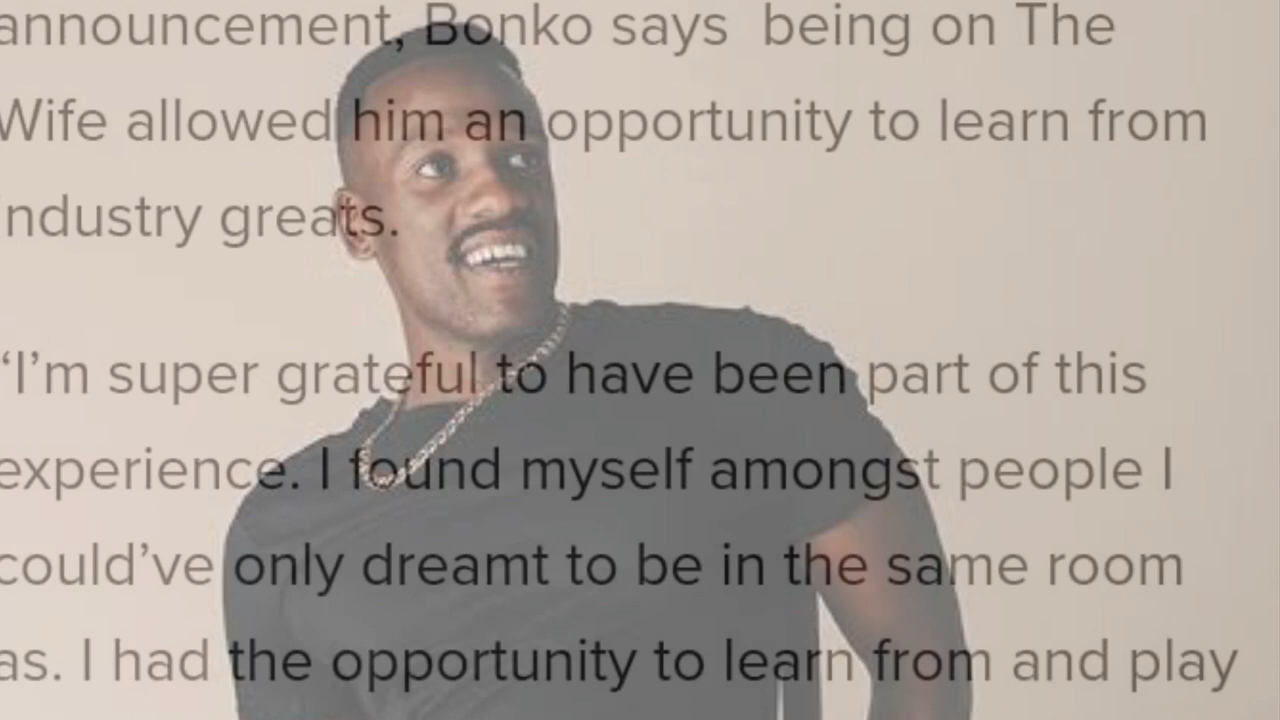 announcement, Bonko says  being on The
Wife allowed him an opportunity to learn from
industry greats.
“I’m super grateful to have been part of this
experience. I found myself amongst people I
could’ve only dreamt to be in the same room
as. I had the opportunity to learn from and play